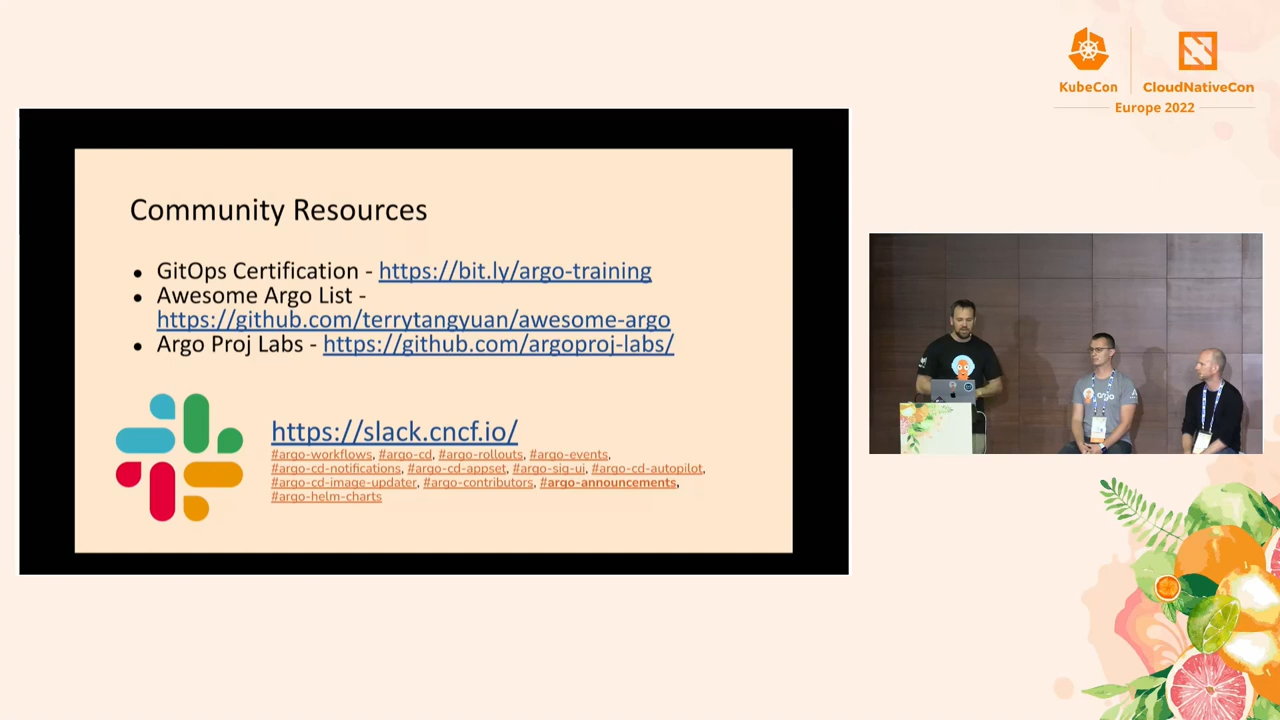 KubeCon
CloudNativeCon
Europe 2022
Community Resources
● GitOps Certification - https://bit.ly/argo-training
● Awesome Argo List -
https://github.com/terrytangyuan/awesome-argo
● Argo Proj Labs - https://github.com/argoproj-labs/
https://slack.cncf.io/
#argo-workflows, #argo-cd, #argo-rollouts, #argo-events,
#argo-cd-notifications, #argo-cd-appset, #argo-sig-ui, #argo-cd-autopilot,
#argo-cd-image-updater, #argo-contributors, #argo-announcements,
#argo-helm-charts
argo